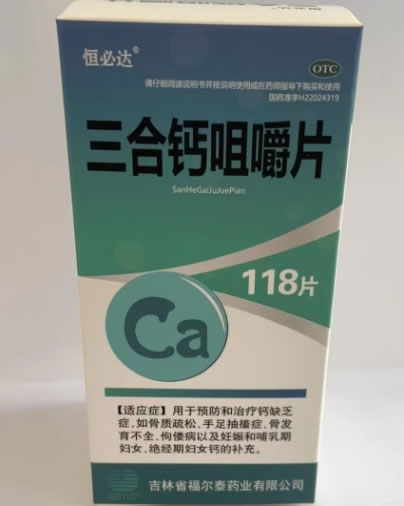 恒必达®
OTC
请仔细阅读说明书并按说明使用或在药师指导下购买和使用
国药准字H22024319
三合钙咀嚼片
SanHeGaiJuJuePian
118片
Ca
【适应症】用于预防和治疗钙缺乏
症，如骨质疏松、手足抽搐症、骨发
育不全、佝偻病以及妊娠和哺乳期
妇女、绝经期妇女钙的补充。
吉林省福尔泰药业有限公司